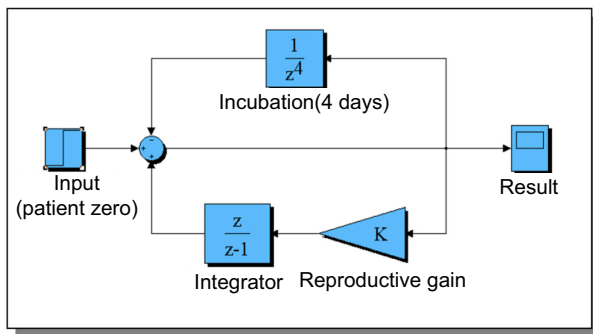 1
z4
Incubation(4 days)
−
+
+
Input
(patient zero)
Result
z
z-1
K
Integrator
Reproductive gain